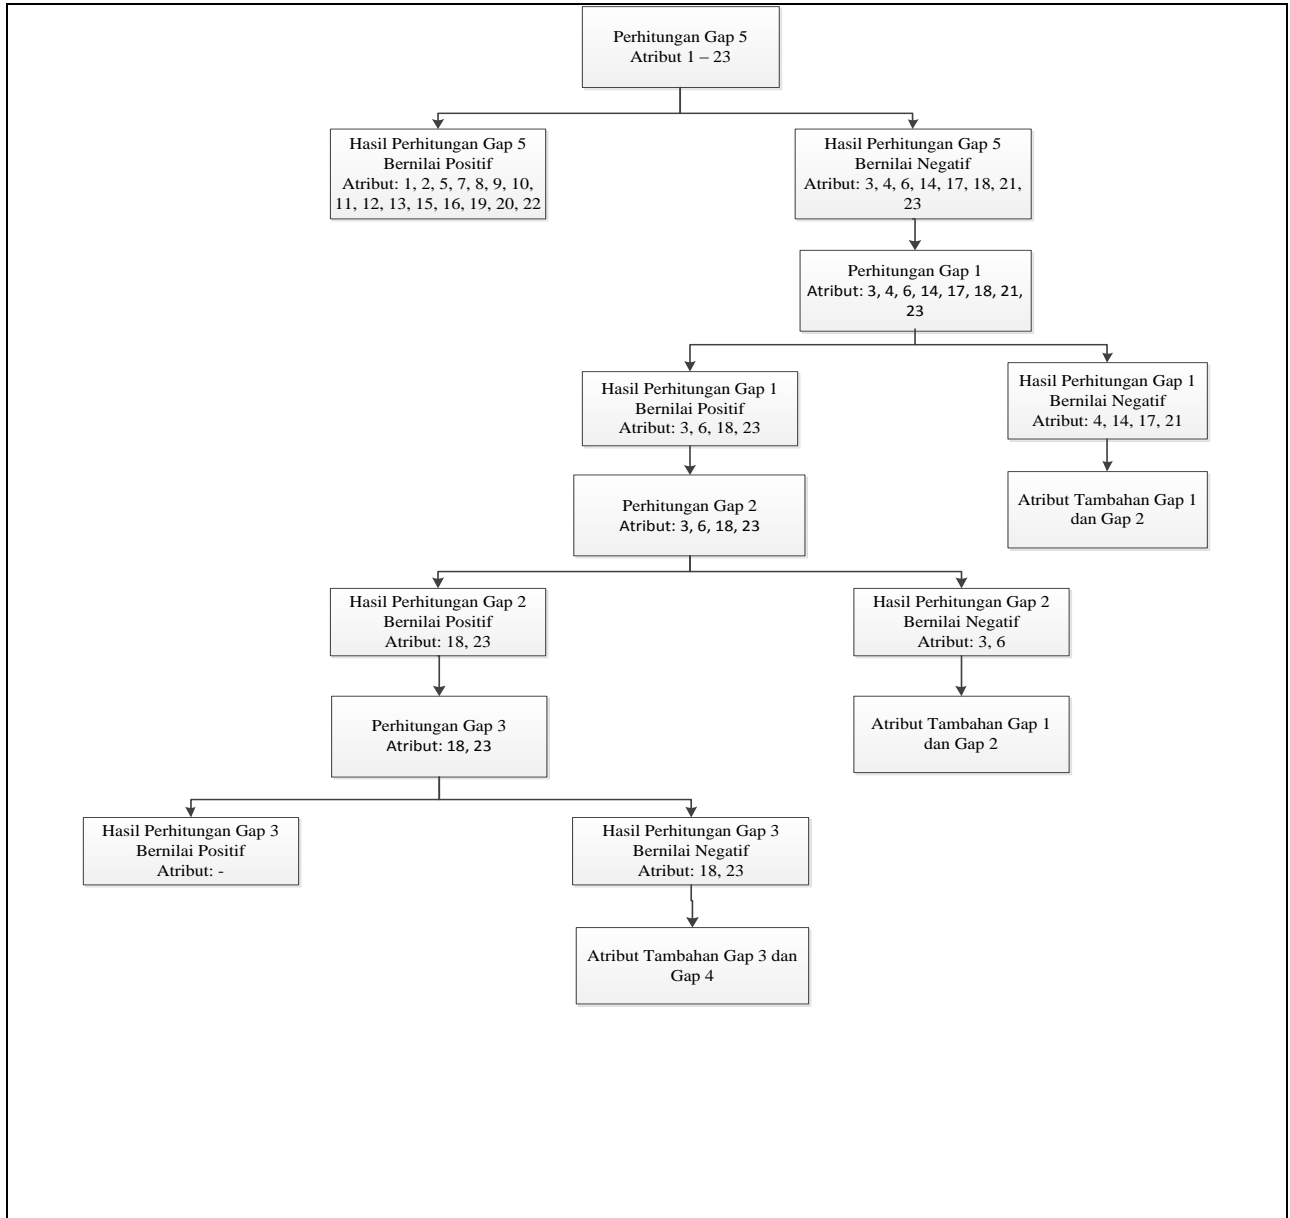 Perhitungan Gap 5
Atribut 1 – 23
Hasil Perhitungan Gap 5
Bernilai Positif
Atribut: 1, 2, 5, 7, 8, 9, 10,
11, 12, 13, 15, 16, 19, 20, 22
Hasil Perhitungan Gap 5
Bernilai Negatif
Atribut: 3, 4, 6, 14, 17, 18, 21,
23
Perhitungan Gap 1
Atribut: 3, 4, 6, 14, 17, 18, 21,
23
Hasil Perhitungan Gap 1
Bernilai Positif
Atribut: 3, 6, 18, 23
Hasil Perhitungan Gap 1
Bernilai Negatif
Atribut: 4, 14, 17, 21
Perhitungan Gap 2
Atribut: 3, 6, 18, 23
Atribut Tambahan Gap 1
dan Gap 2
Hasil Perhitungan Gap 2
Bernilai Positif
Atribut: 18, 23
Hasil Perhitungan Gap 2
Bernilai Negatif
Atribut: 3, 6
Perhitungan Gap 3
Atribut: 18, 23
Atribut Tambahan Gap 1
dan Gap 2
Hasil Perhitungan Gap 3
Bernilai Positif
Atribut: -
Hasil Perhitungan Gap 3
Bernilai Negatif
Atribut: 18, 23
Atribut Tambahan Gap 3 dan
Gap 4